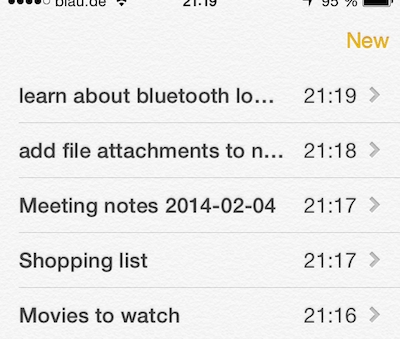 blau.de 21:19 95 %
New
learn about bluetooth lo... 21:19
add file attachments to n... 21:18
Meeting notes 2014-02-04 21:17
Shopping list 21:17
Movies to watch 21:16